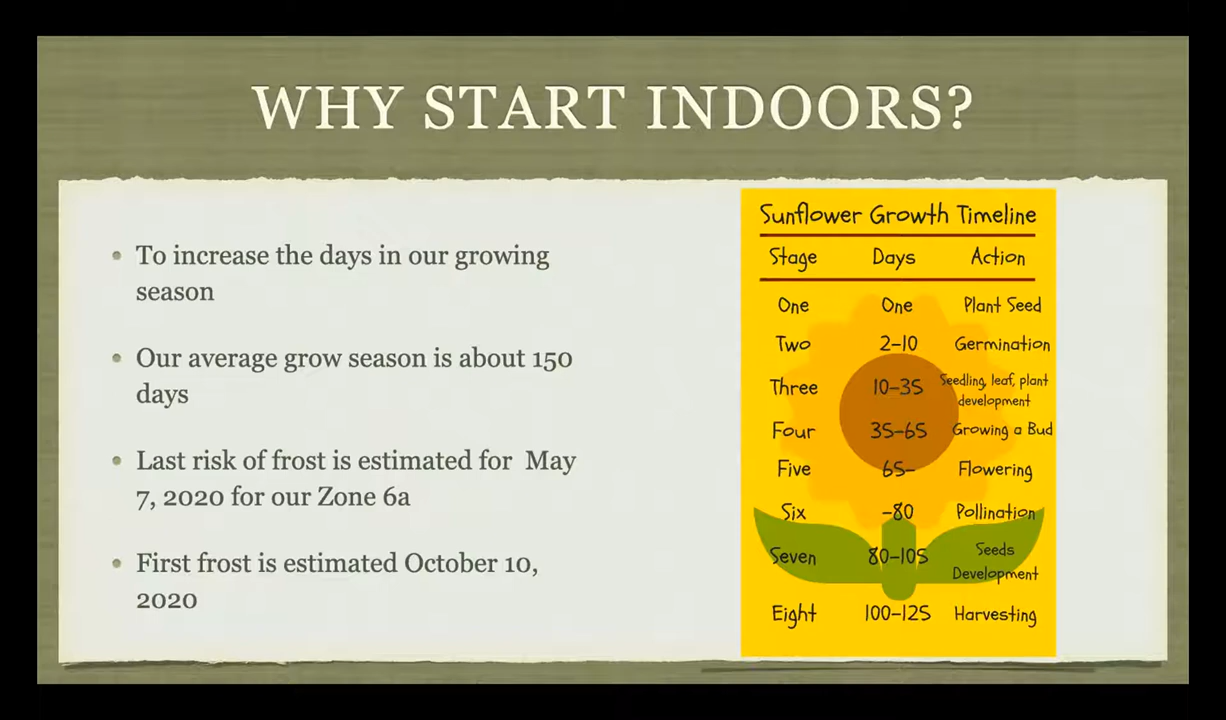 WHY START INDOORS?
• To increase the days in our growing
season
• Our average grow season is about 150
days
• Last risk of frost is estimated for May
7, 2020 for our Zone 6a
• First frost is estimated October 10,
2020
Sunflower Growth Timeline
Stage Days Action
One One Plant Seed
Two 2-10 Germination
Three 10-35 Seedling, leaf, plant
development
Four 35-65 Growing a Bud
Five 65- Flowering
Six -80 Pollination
Seven 80-105 Seeds
Development
Eight 100-125 Harvesting